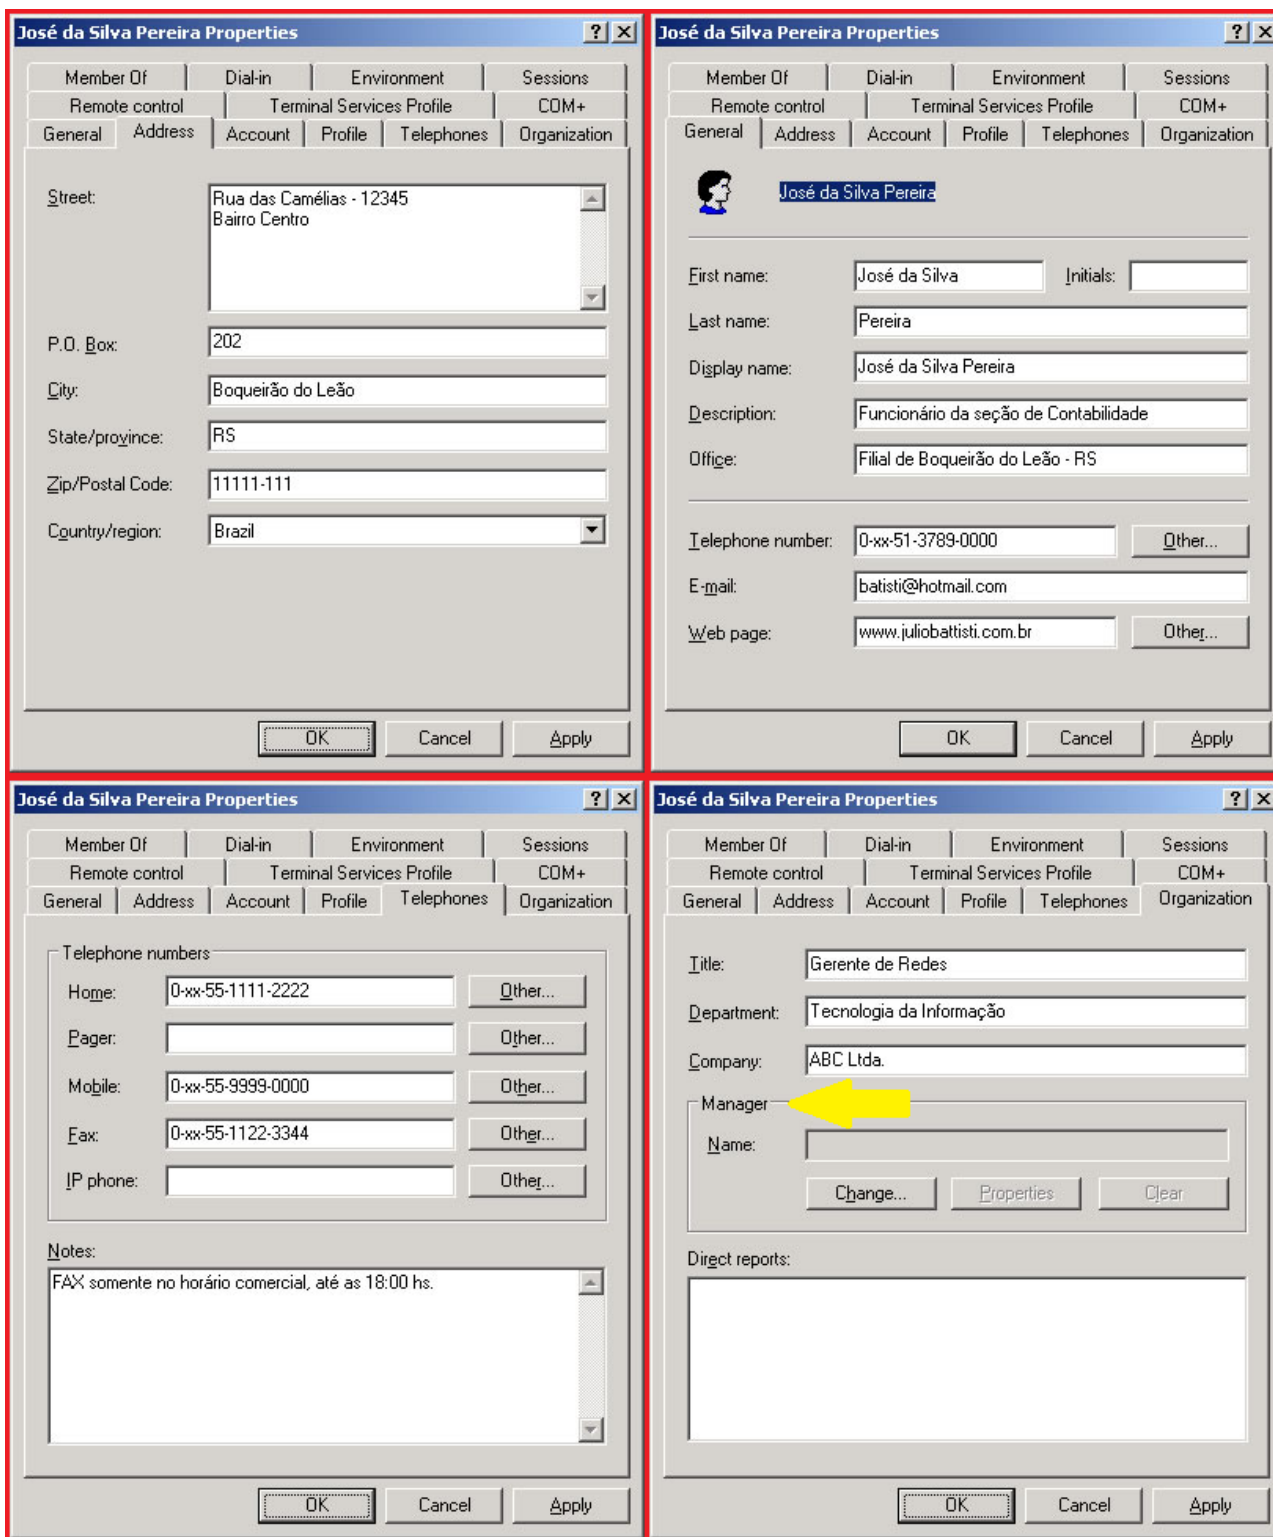 José da Silva Pereira Properties
Member Of Dial-in Environment Sessions
Remote control Terminal Services Profile COM+
General Address Account Profile Telephones Organization
Street: Rua das Camélias - 12345
Bairro Centro
P.O. Box: 202
City: Boqueirão do Leão
State/province: RS
Zip/Postal Code: 11111-111
Country/region: Brazil
OK Cancel Apply
José da Silva Pereira Properties
Member Of Dial-in Environment Sessions
Remote control Terminal Services Profile COM+
General Address Account Profile Telephones Organization
José da Silva Pereira
First name: José da Silva Initials:
Last name: Pereira
Display name: José da Silva Pereira
Description: Funcionário da seção de Contabilidade
Office: Filial de Boqueirão do Leão - RS
Telephone number: 0-xx-51-3789-0000 Other...
E-mail: batisti@hotmail.com
Web page: www.juliobattisti.com.br Other...
OK Cancel Apply
José da Silva Pereira Properties
Member Of Dial-in Environment Sessions
Remote control Terminal Services Profile COM+
General Address Account Profile Telephones Organization
Telephone numbers
Home: 0-xx-55-1111-2222 Other...
Pager: Other...
Mobile: 0-xx-55-9999-0000 Other...
Fax: 0-xx-55-1122-3344 Other...
IP phone: Other...
Notes:
FAX somente no horário comercial, até as 18:00 hs.
OK Cancel Apply
José da Silva Pereira Properties
Member Of Dial-in Environment Sessions
Remote control Terminal Services Profile COM+
General Address Account Profile Telephones Organization
Title: Gerente de Redes
Department: Tecnologia da Informação
Company: ABC Ltda.
Manager
Name:
Change... Properties Clear
Direct reports:
OK Cancel Apply